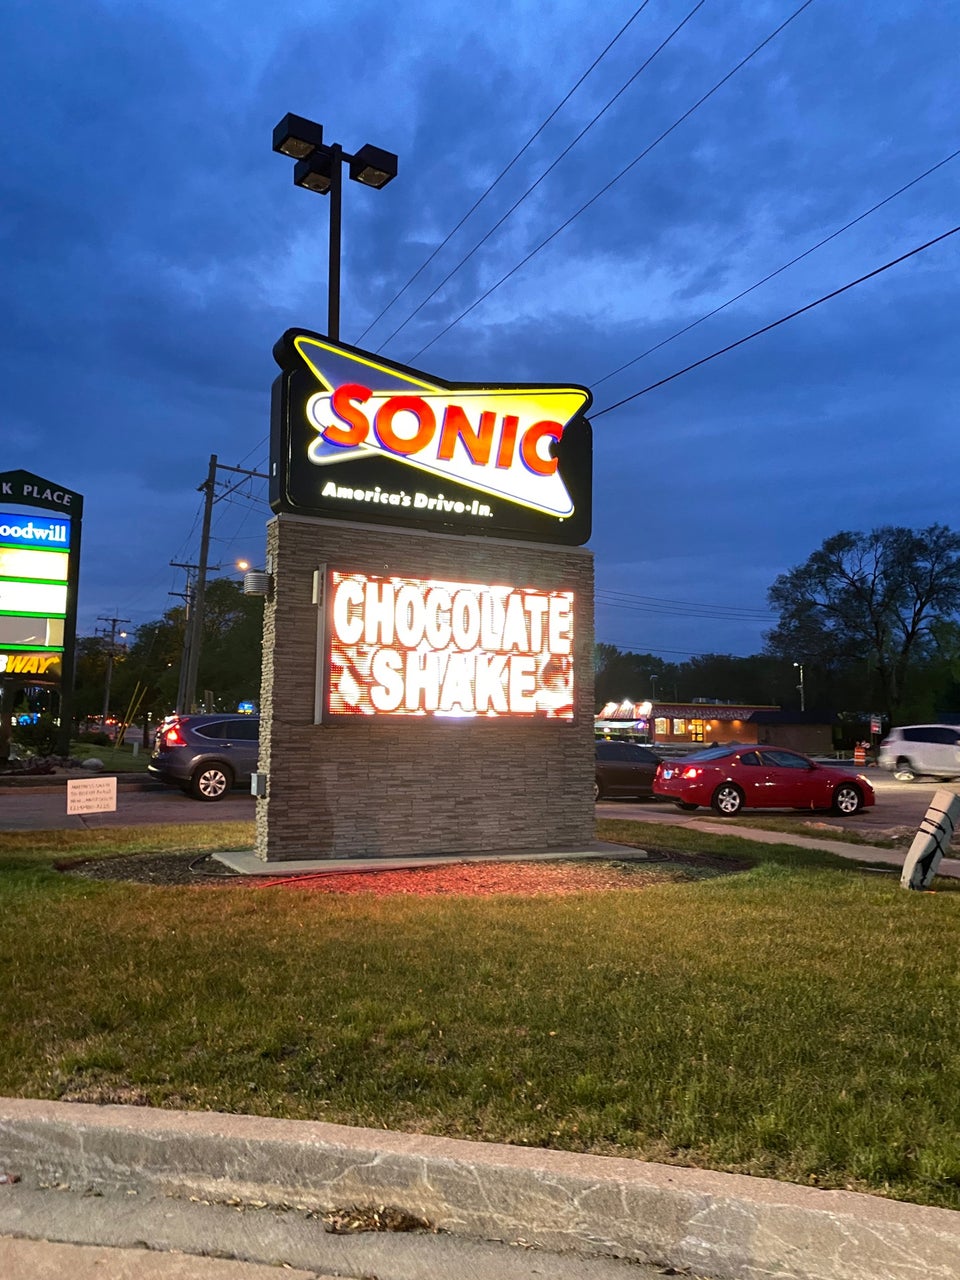 SONIC
America's Drive-In.
CHOCOLATE
SHAKE
K PLACE
oodwill
BWAY